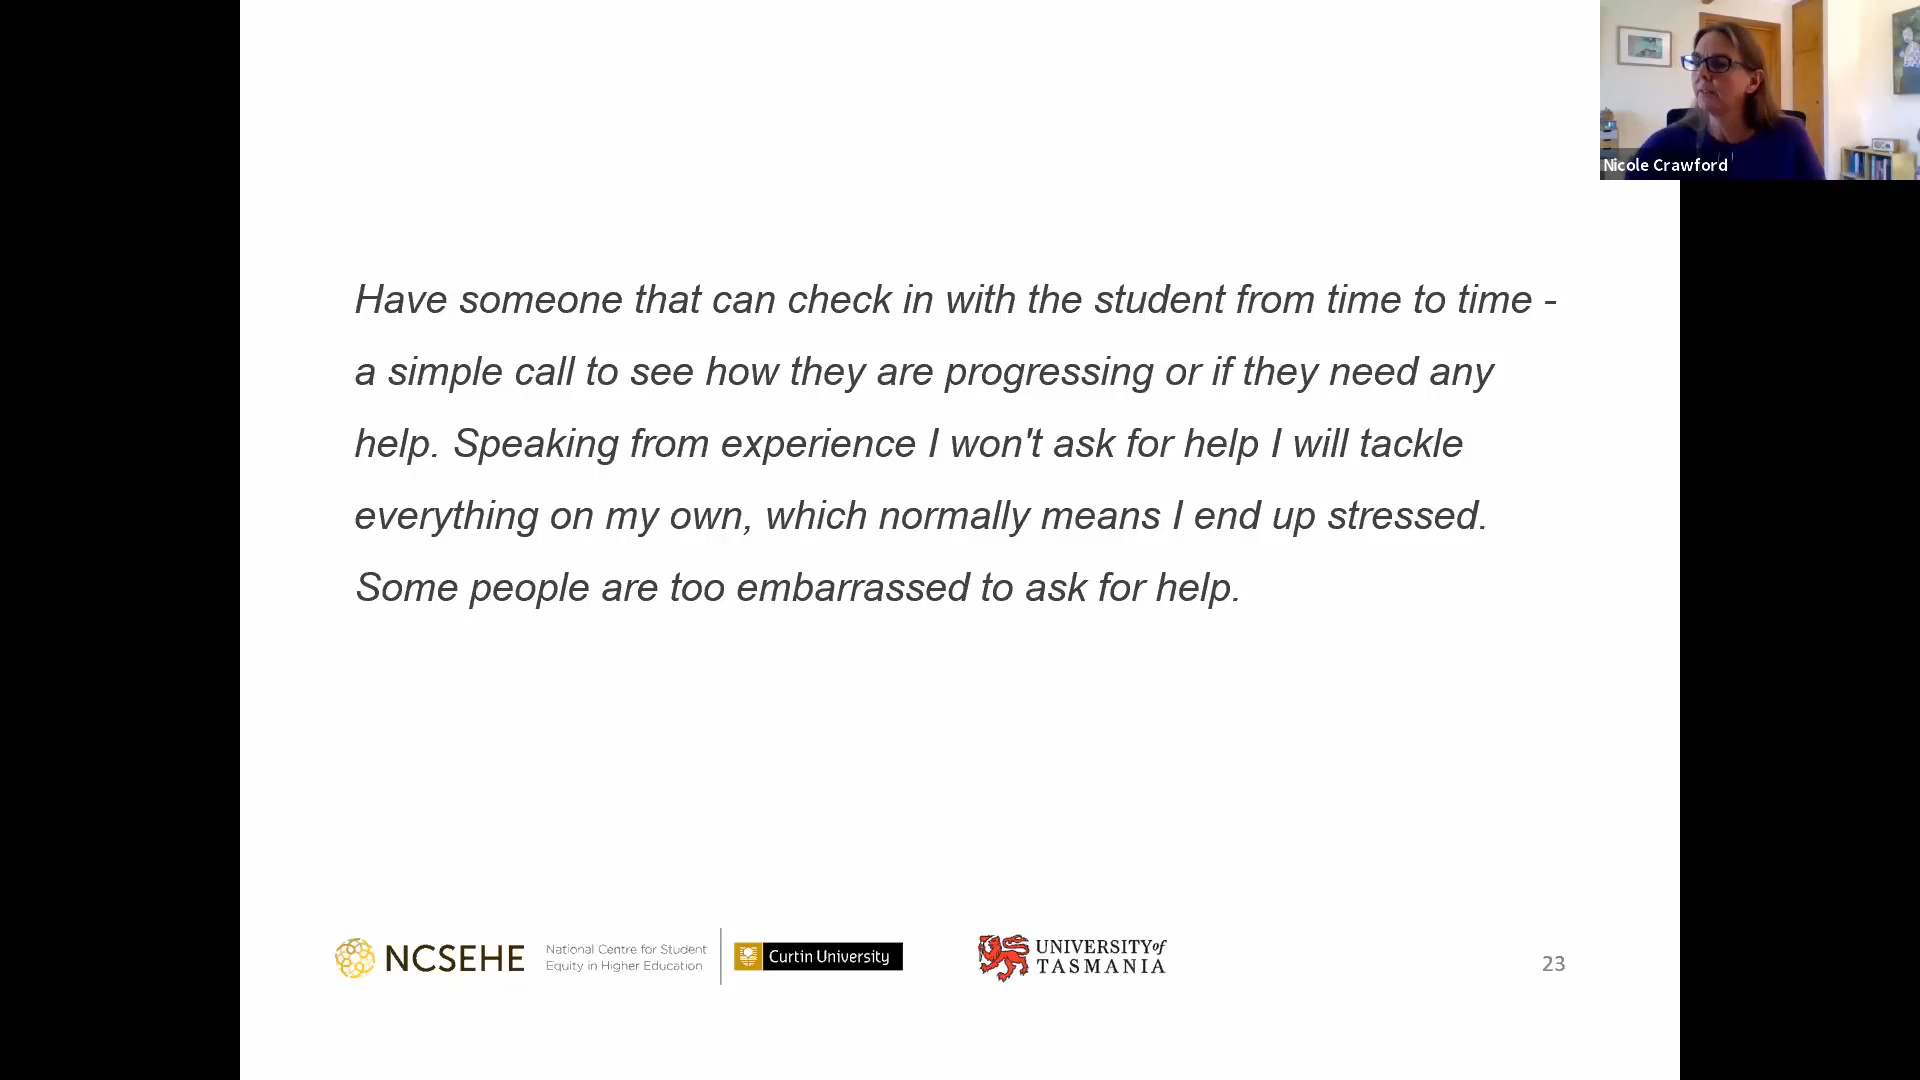 Nicole Crawford
Have someone that can check in with the student from time to time -
a simple call to see how they are progressing or if they need any
help. Speaking from experience I won't ask for help I will tackle
everything on my own, which normally means I end up stressed.
Some people are too embarrassed to ask for help.
NCSEHE
National Centre for Student
Equity in Higher Education
Curtin University
UNIVERSITY of
TASMANIA
23